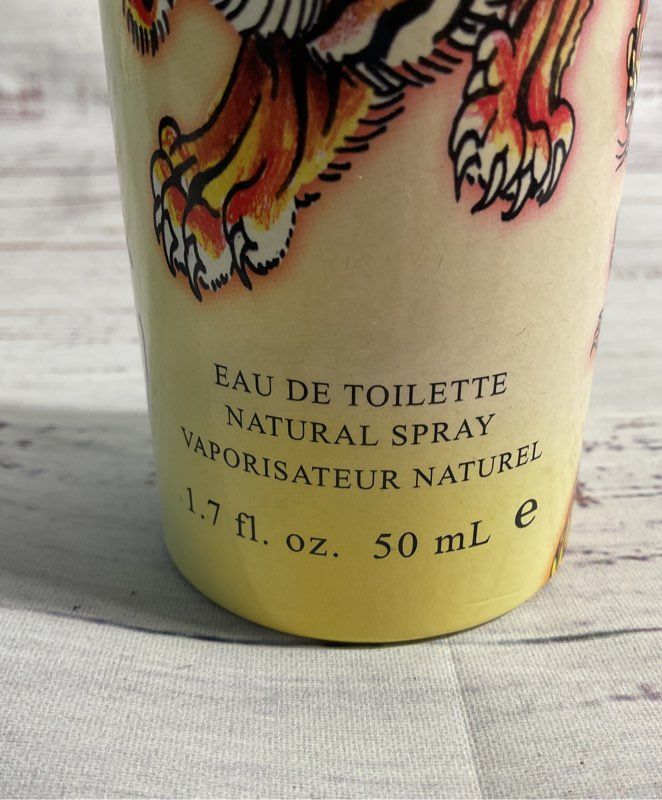 EAU DE TOILETTE
NATURAL SPRAY
VAPORISATEUR NATUREL
1.7 fl. oz. 50 mL e